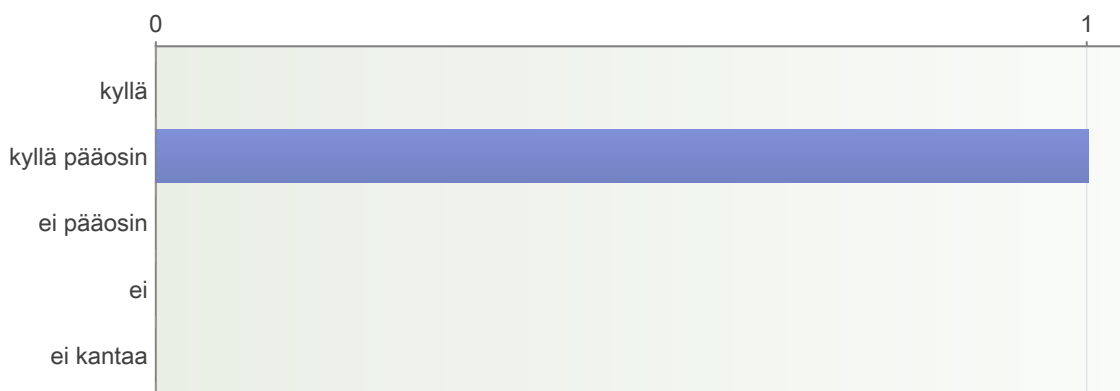 0 1
kyllä
kyllä pääosin
ei pääosin
ei
ei kantaa